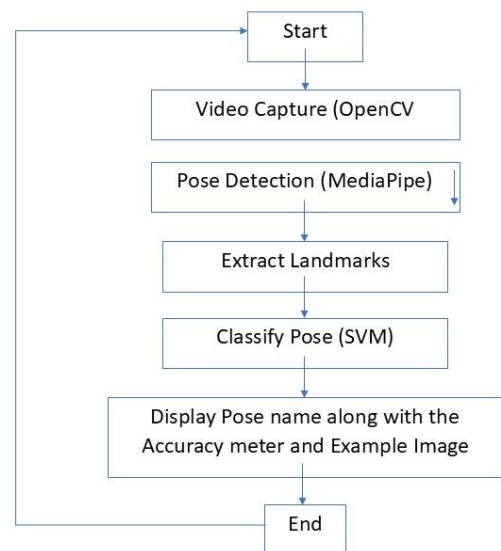 Start
Video Capture (OpenCV
Pose Detection (MediaPipe)
Extract Landmarks
Classify Pose (SVM)
Display Pose name along with the
Accuracy meter and Example Image
End